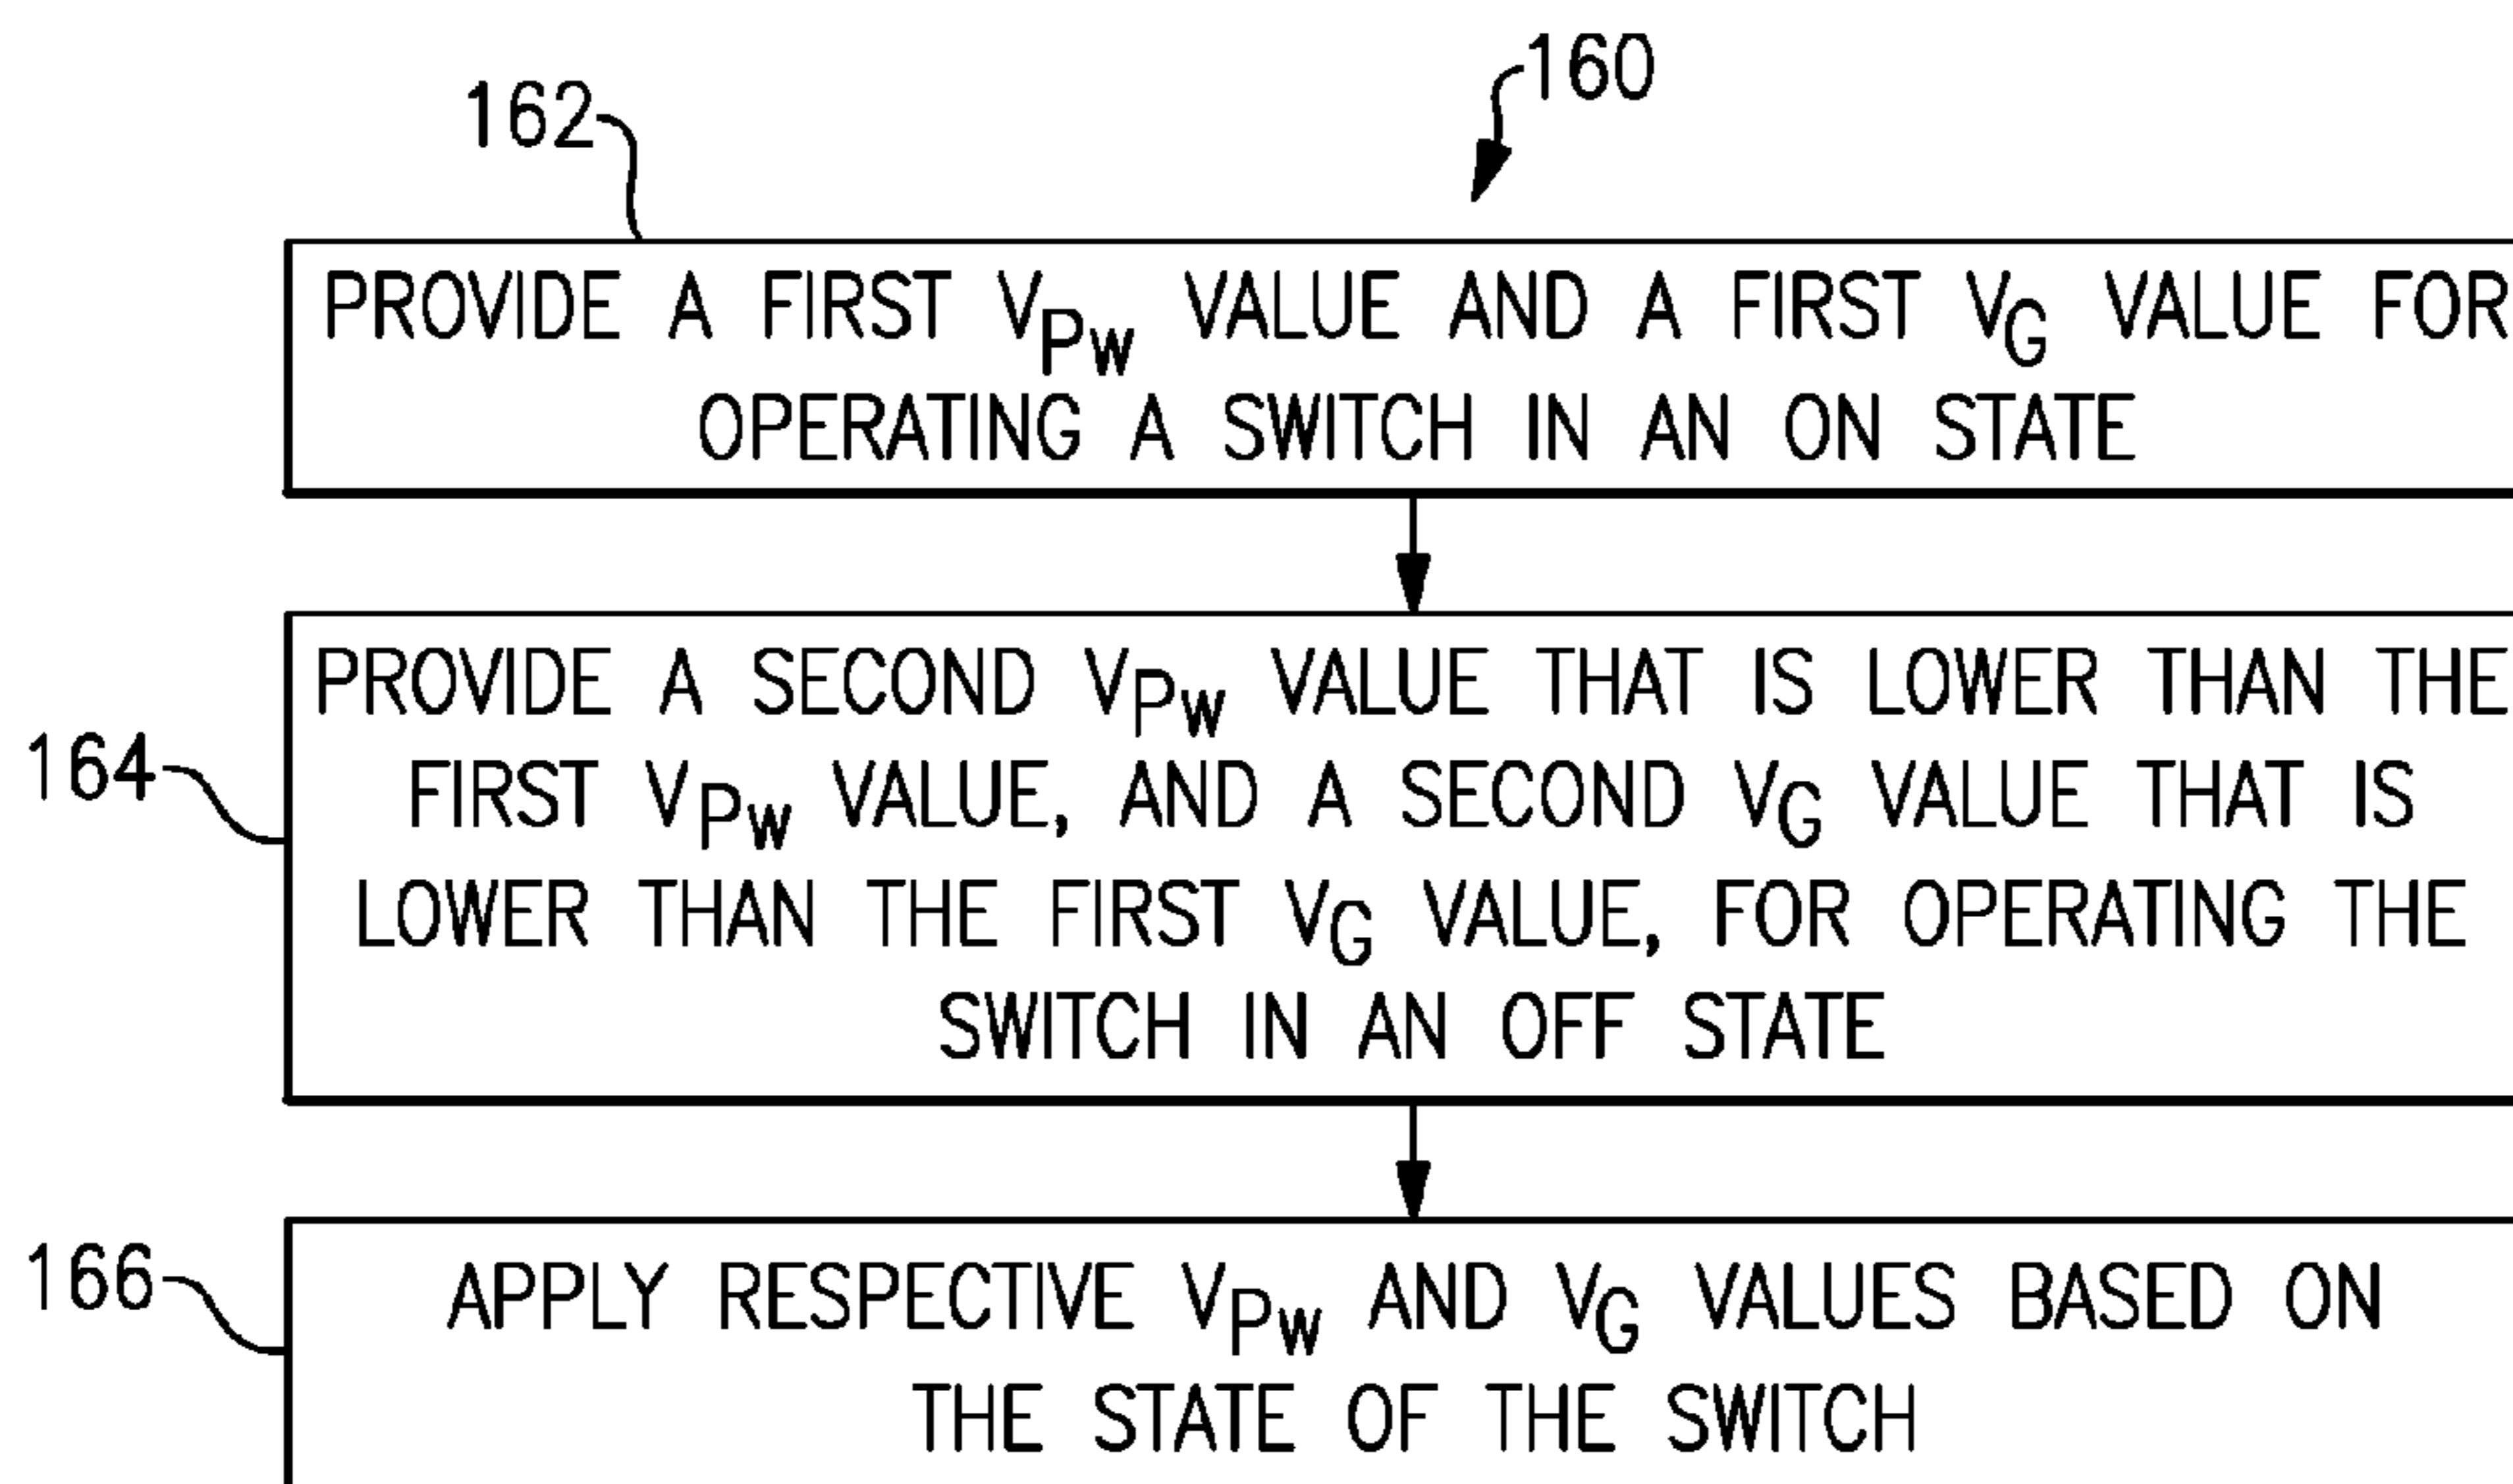 160
162
PROVIDE A FIRST VPW VALUE AND A FIRST VG VALUE FOR
OPERATING A SWITCH IN AN ON STATE
PROVIDE A SECOND VPW VALUE THAT IS LOWER THAN THE
164
FIRST VPW VALUE, AND A SECOND VG VALUE THAT IS
LOWER THAN THE FIRST VG VALUE, FOR OPERATING THE
SWITCH IN AN OFF STATE
166
APPLY RESPECTIVE VPW AND VG VALUES BASED ON
THE STATE OF THE SWITCH